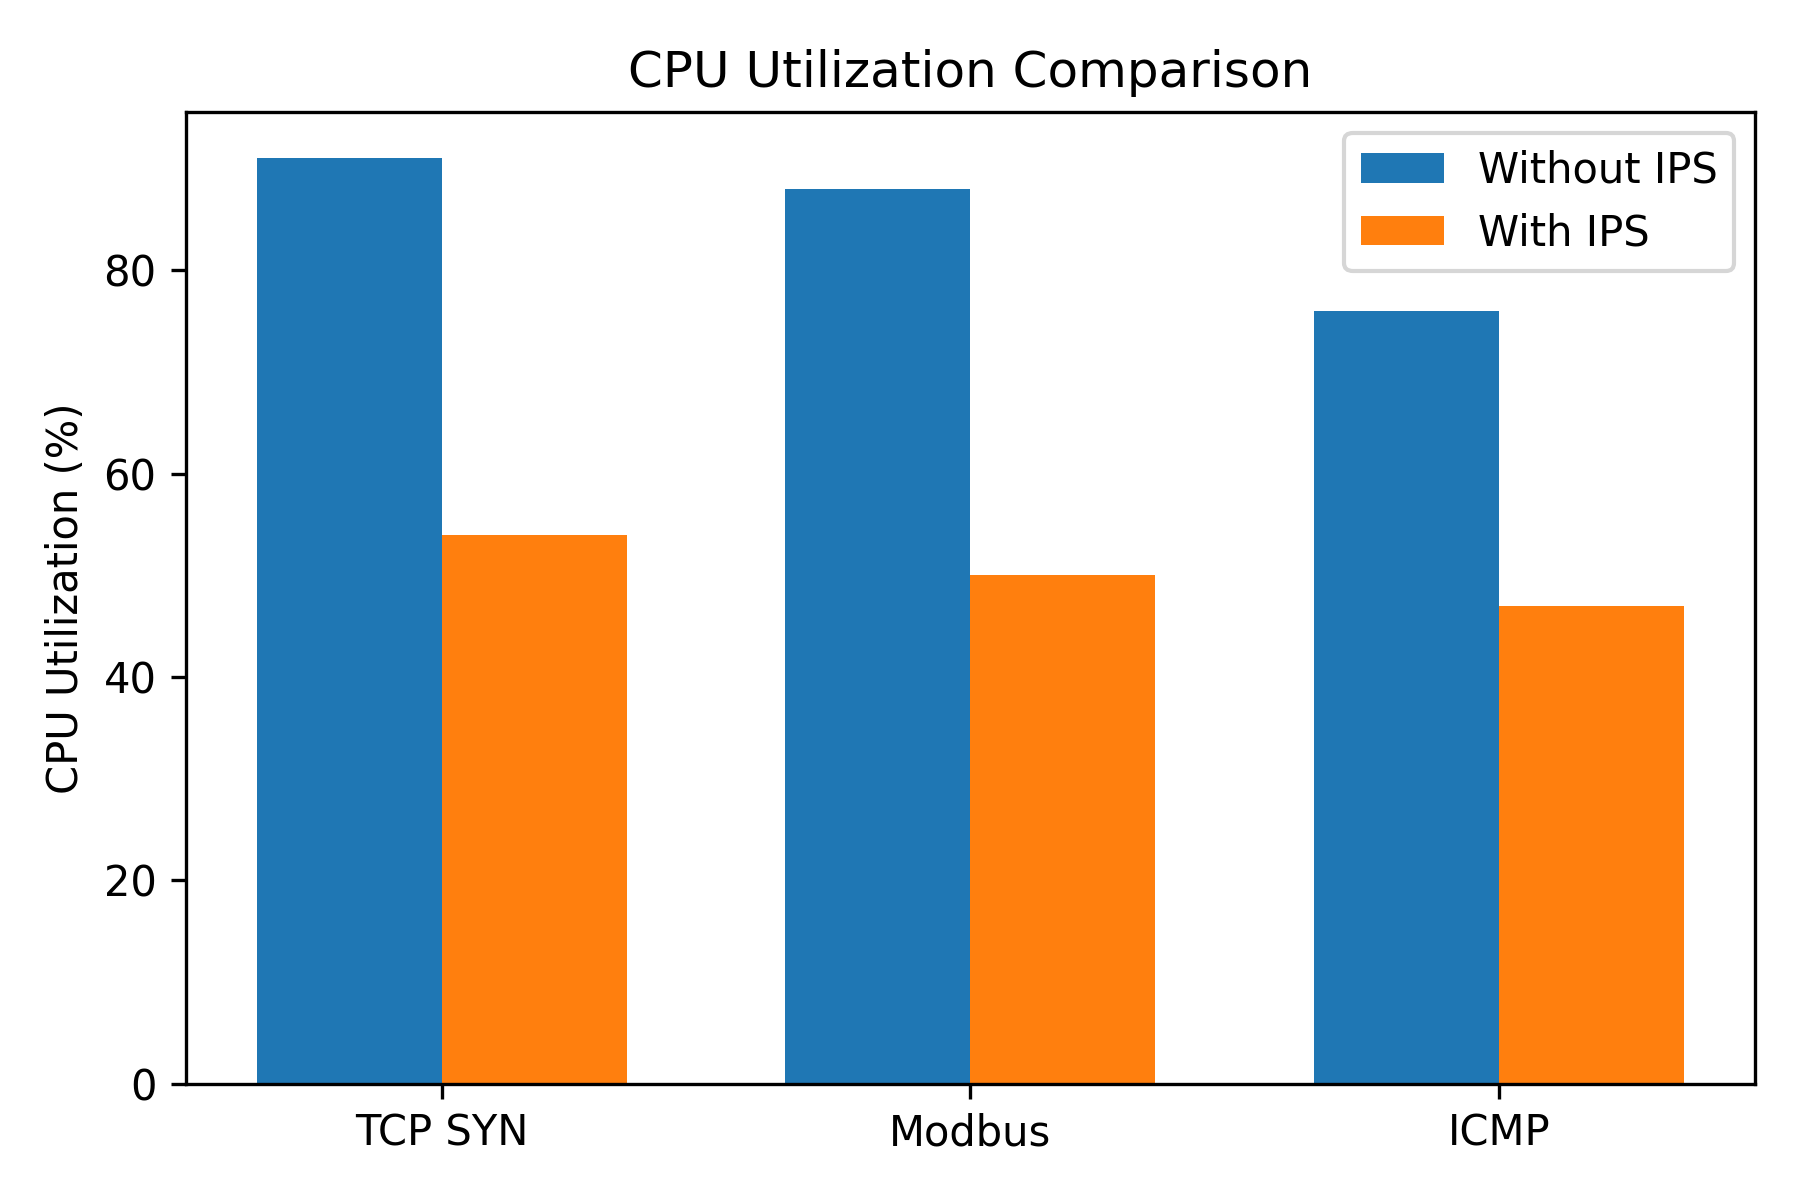 CPU Utilization Comparison
Without IPS
With IPS
CPU Utilization (%)
80
60
40
20
0
TCP SYN
Modbus
ICMP